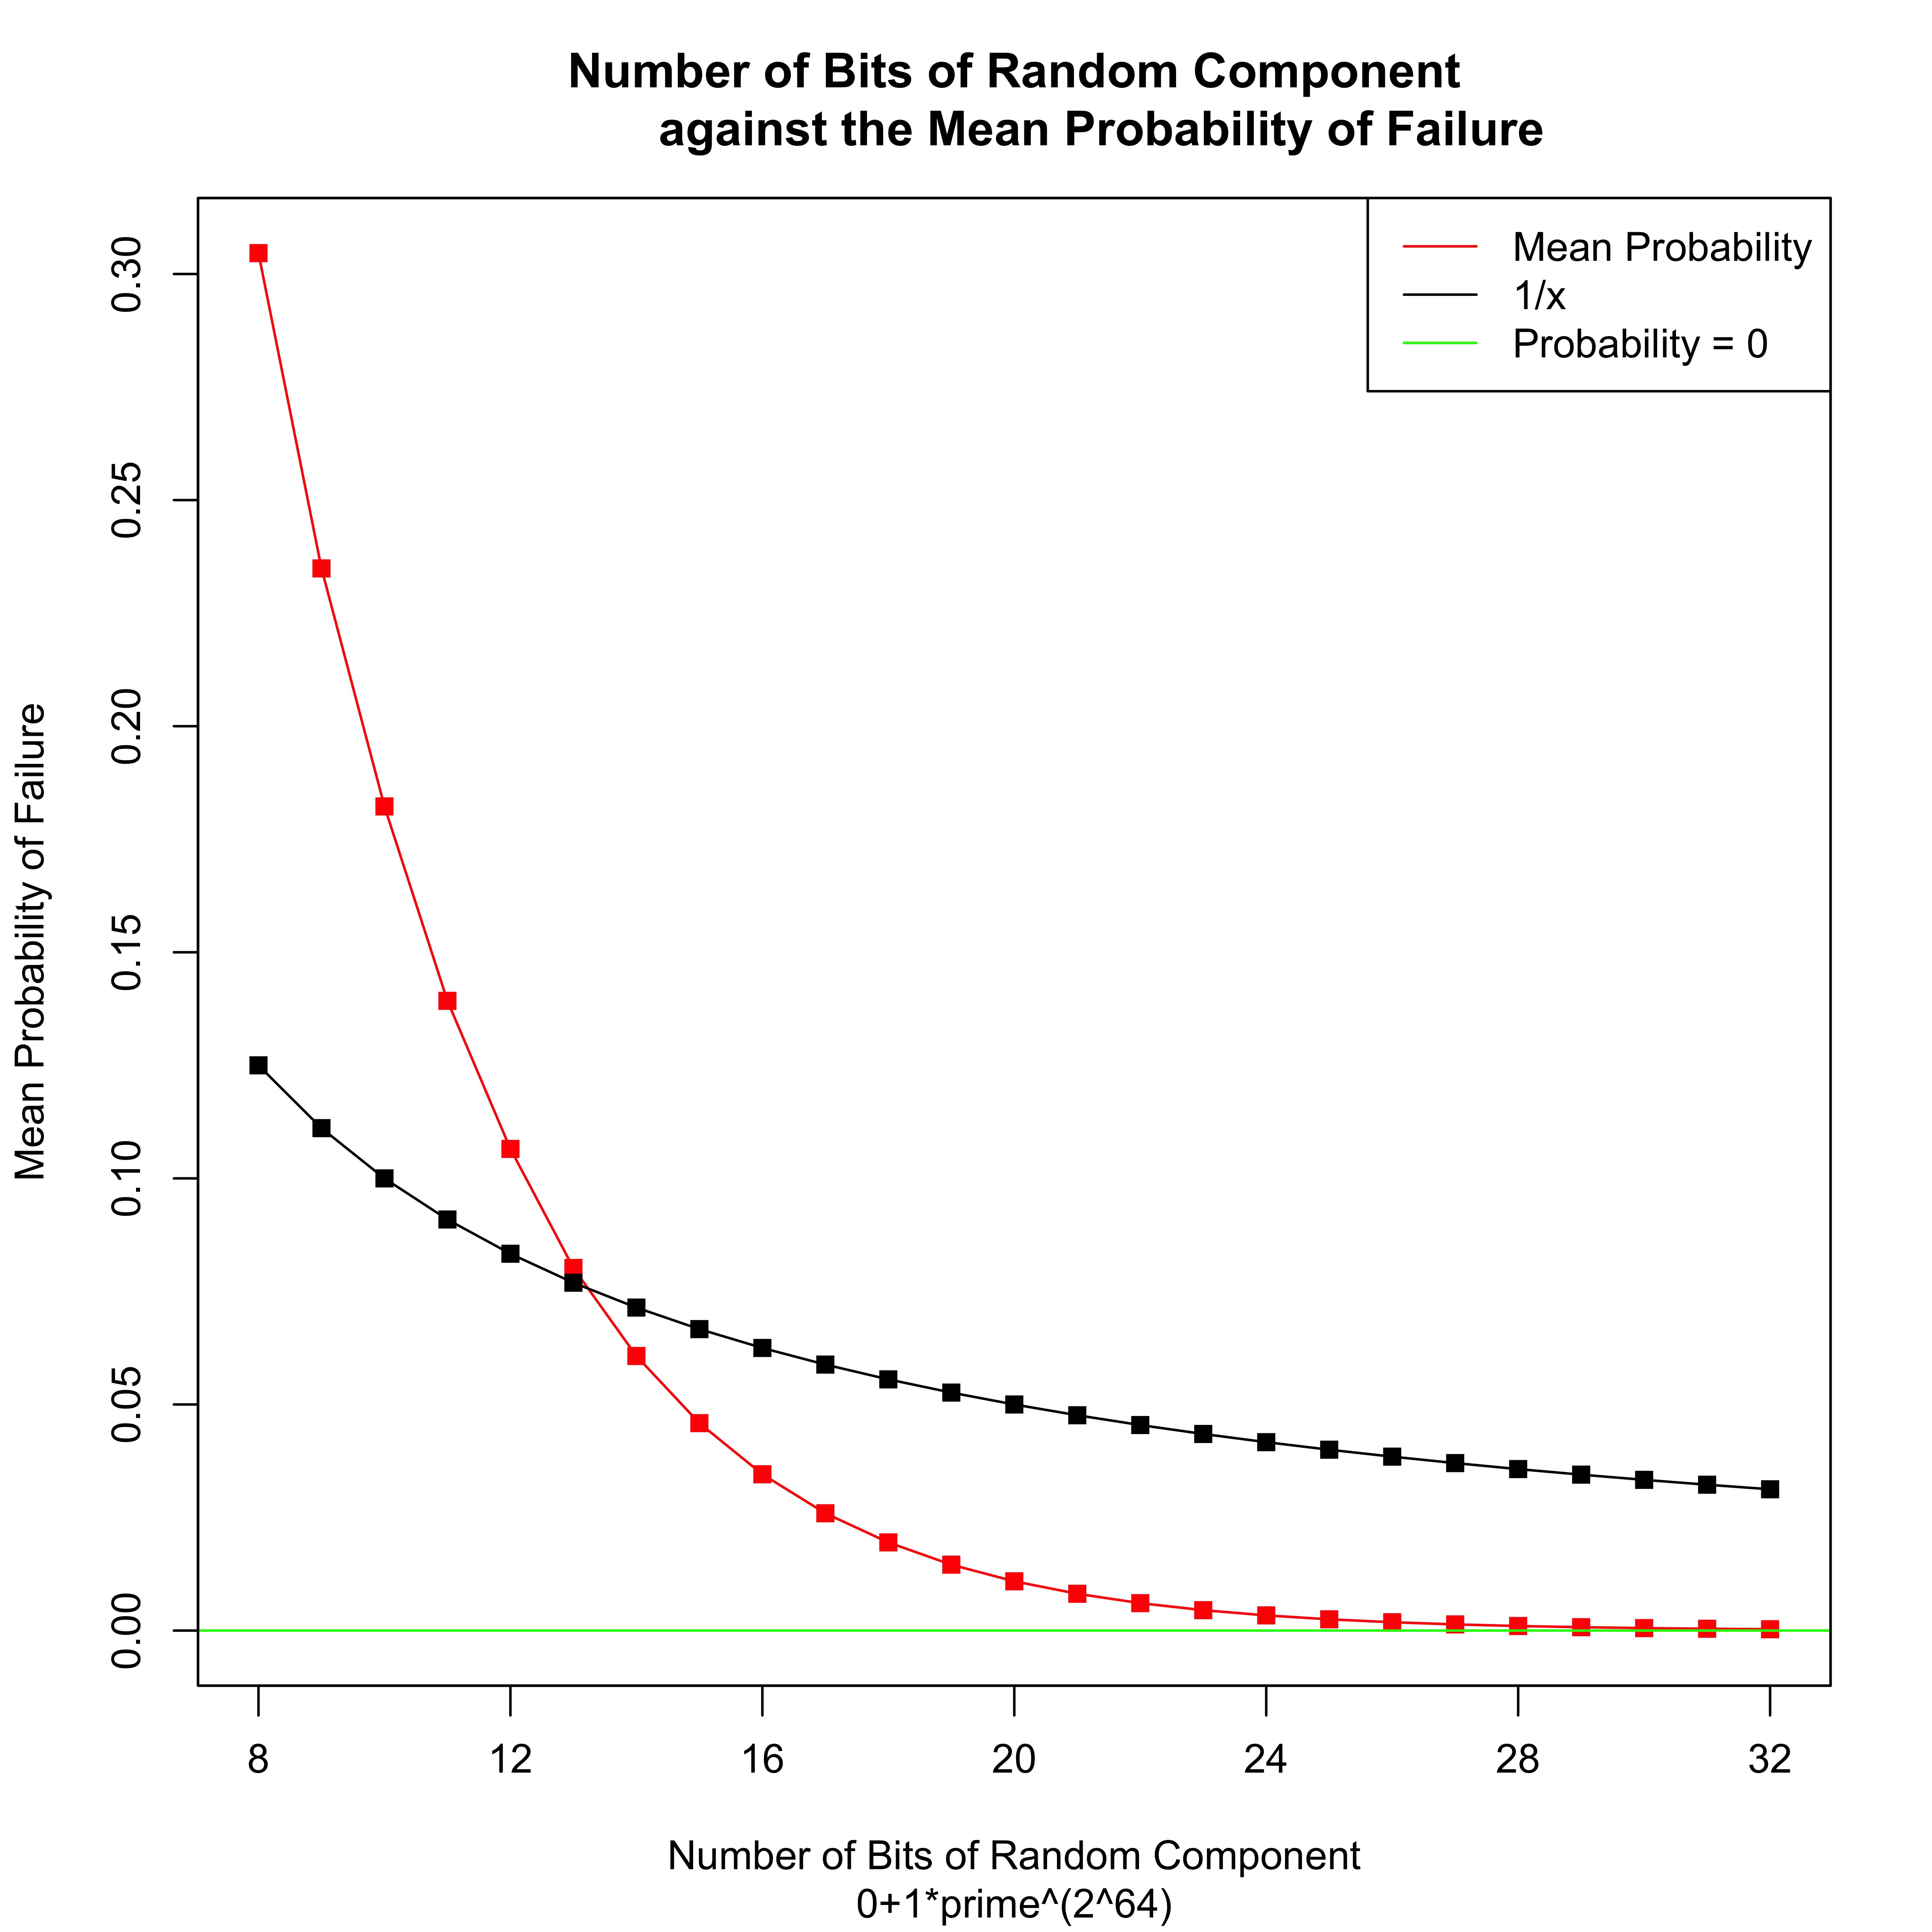 Number of Bits of Random Component
against the Mean Probability of Failure
Mean Probability
1/x
Probability = 0
Mean Probability of Failure
0.30
0.25
0.20
0.15
0.10
0.05
0.00
8 12 16 20 24 28 32
Number of Bits of Random Component
0+1*prime^(2^64)